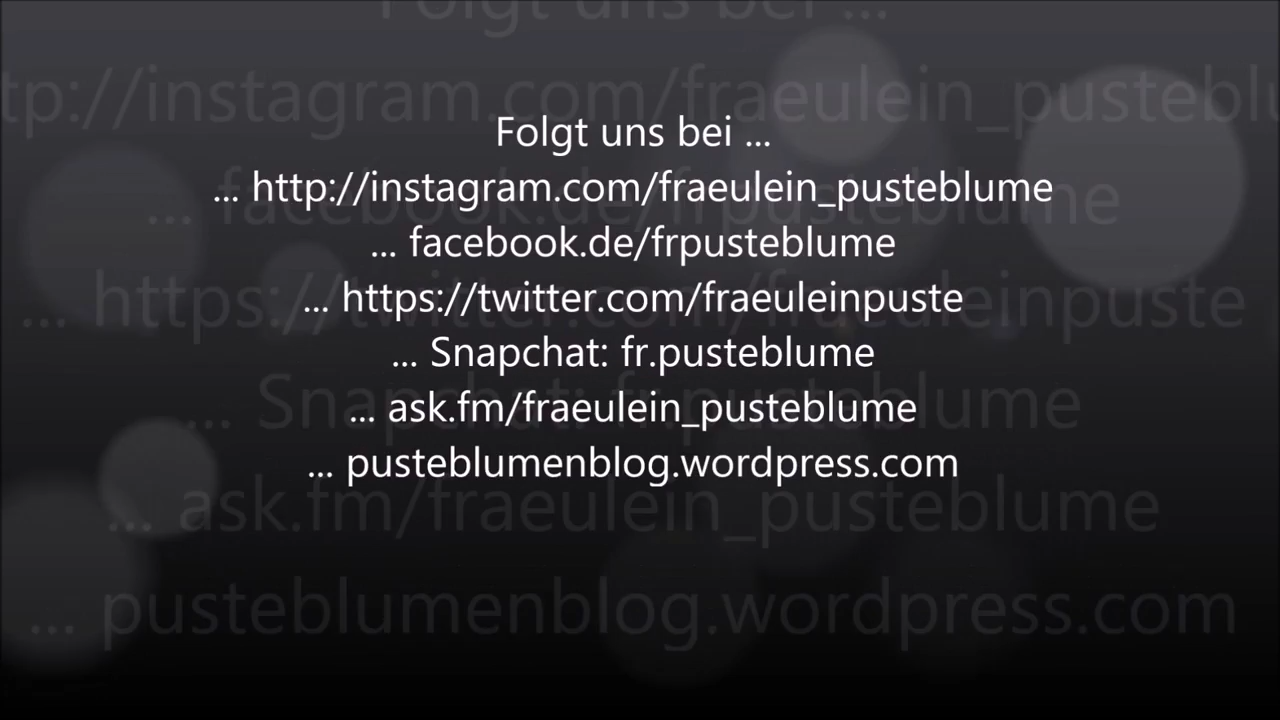 Folgt uns bei ...
... http://instagram.com/fraeulein_pusteblume
... facebook.de/frpusteblume
... https://twitter.com/fraeuleinpuste
... Snapchat: fr.pusteblume
... ask.fm/fraeulein_pusteblume
... pusteblumenblog.wordpress.com